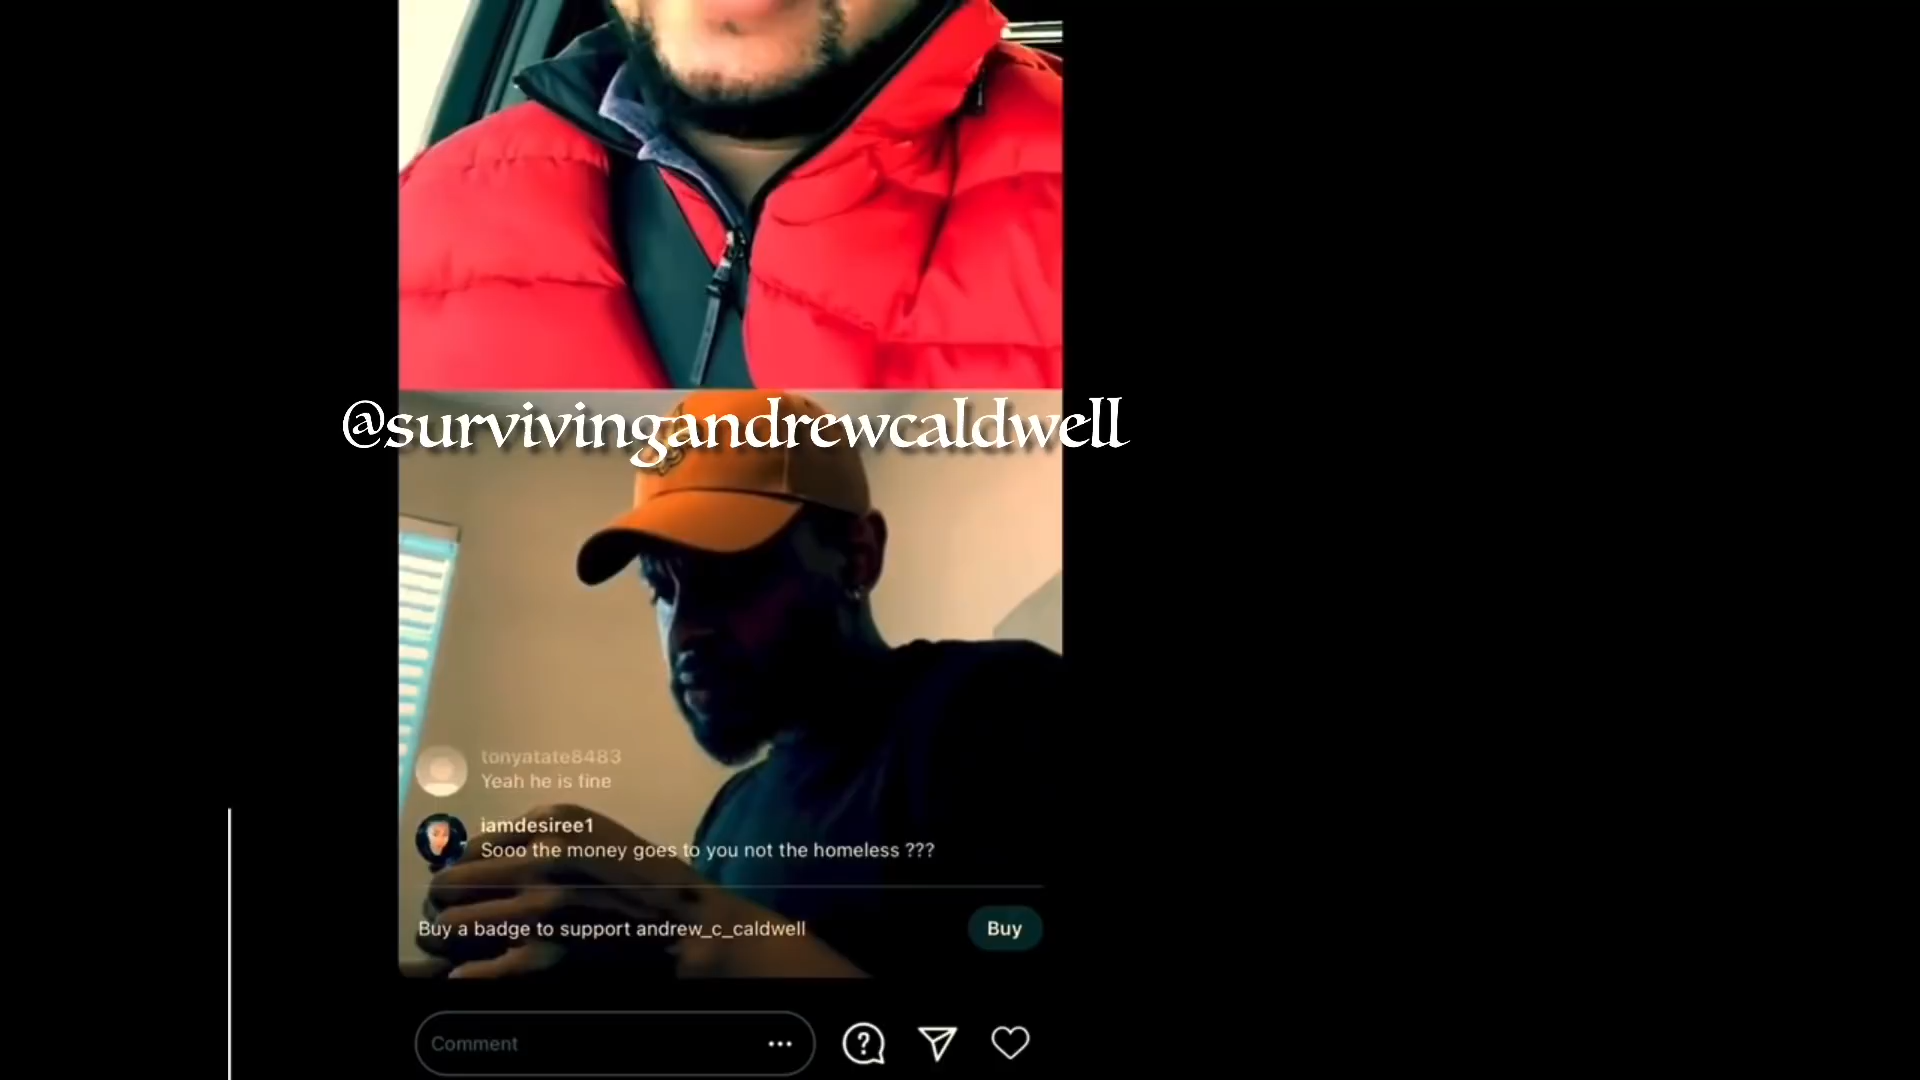 @survivingandrewcaldwell
tonyatate8483
Yeah he is fine
iamdesiree1
Sooo the money goes to you not the homeless ???
Buy a badge to support andrew_c_caldwell
Buy
Comment